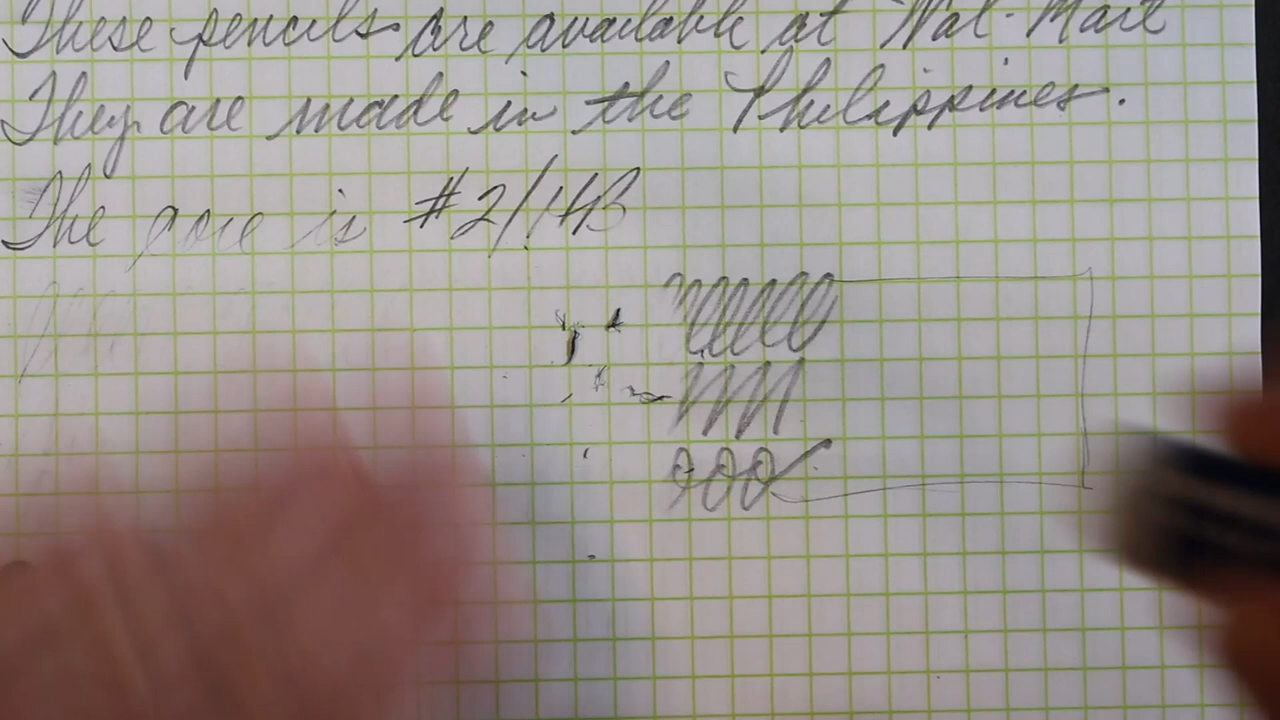 These pencils are available at Wal-Mart
They are made in the Philippines.
The core is #2/HB